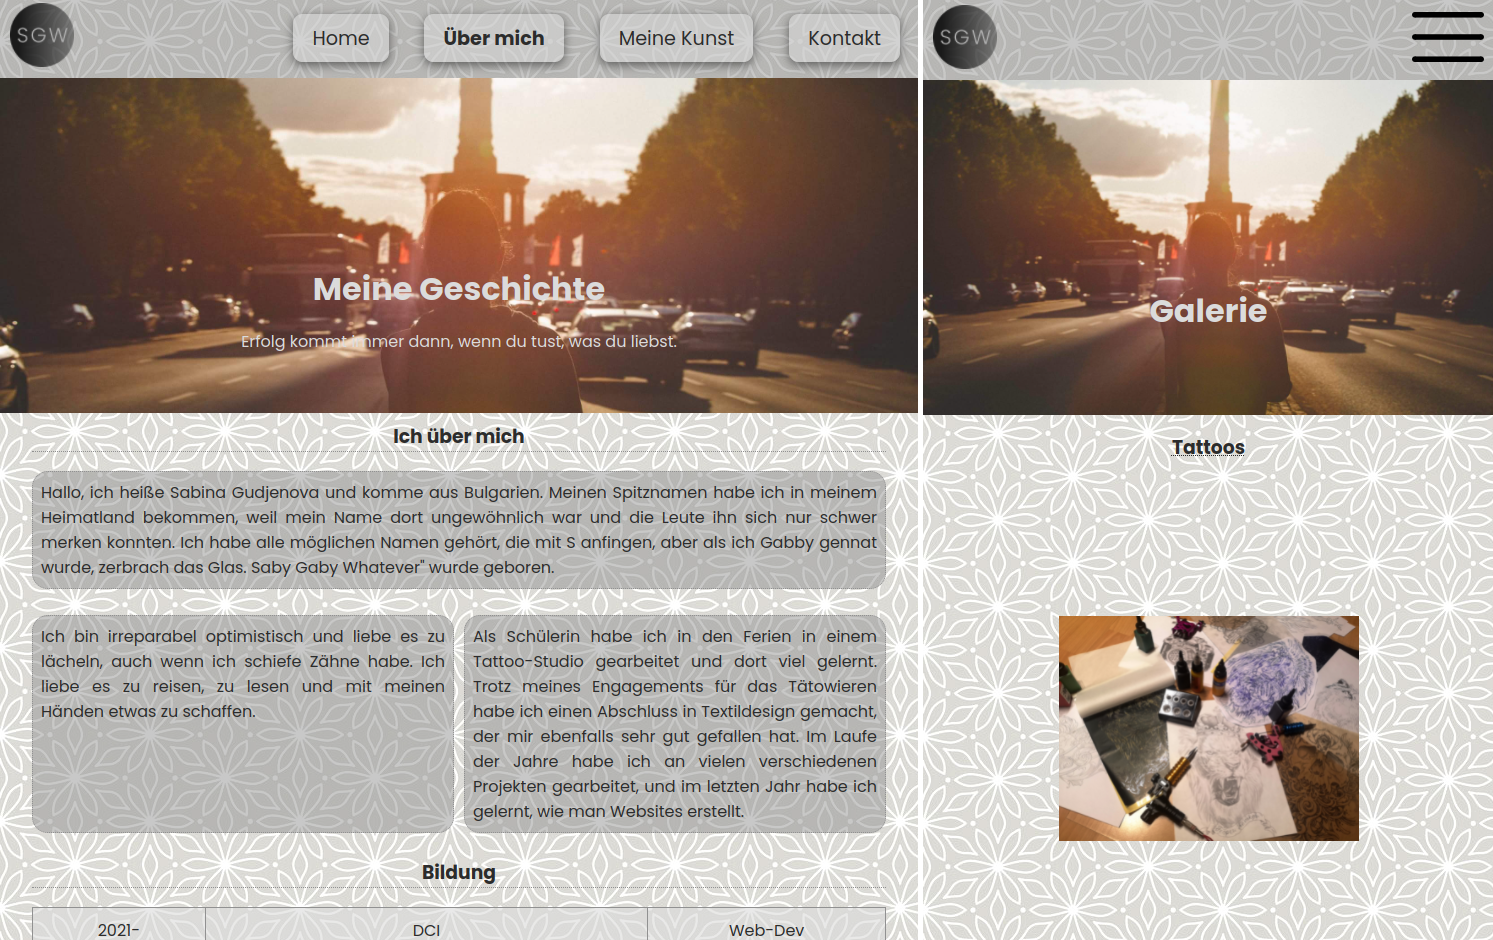 SGW
Home
Über mich
Meine Kunst
Kontakt
Meine Geschichte
Erfolg kommt immer dann, wenn du tust, was du liebst.
Ich über mich
Hallo, ich heiße Sabina Gudjenova und komme aus Bulgarien. Meinen Spitznamen habe ich in meinem
Heimatland bekommen, weil mein Name dort ungewöhnlich war und die Leute ihn sich nur schwer
merken konnten. Ich habe alle möglichen Namen gehört, die mit S anfingen, aber als ich Gabby gennat
wurde, zerbrach das Glas. Saby Gaby Whatever" wurde geboren.
Ich bin irreparabel optimistisch und liebe es zu
lächeln, auch wenn ich schiefe Zähne habe. Ich
liebe es zu reisen, zu lesen und mit meinen
Händen etwas zu schaffen.
Als Schülerin habe ich in den Ferien in einem
Tattoo-Studio gearbeitet und dort viel gelernt.
Trotz meines Engagements für das Tätowieren
habe ich einen Abschluss in Textildesign gemacht,
der mir ebenfalls sehr gut gefallen hat. Im Laufe
der Jahre habe ich an vielen verschiedenen
Projekten gearbeitet, und im letzten Jahr habe ich
gelernt, wie man Websites erstellt.
Bildung
2021-
DCI
Web-Dev
SGW
Galerie
Tattoos